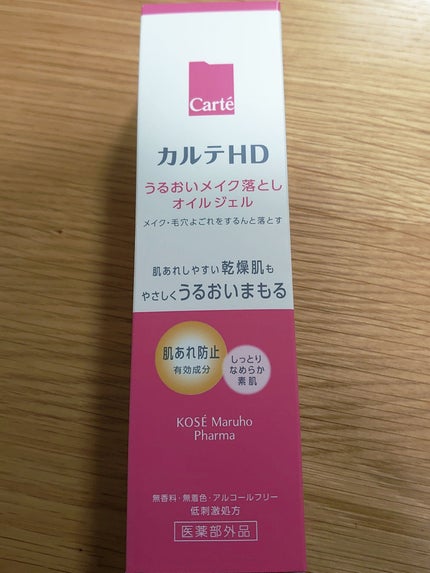 Carté
カルテHD
うるおいメイク落とし
オイルジェル
メイク・毛穴よごれをするんと落とす
肌あれしやすい乾燥肌も
やさしくうるおいまもる
肌あれ防止
有効成分
しっとり
なめらか
素肌
KOSÉ Maruho
Pharma
無香料・無着色・アルコールフリー
低刺激処方
医薬部外品